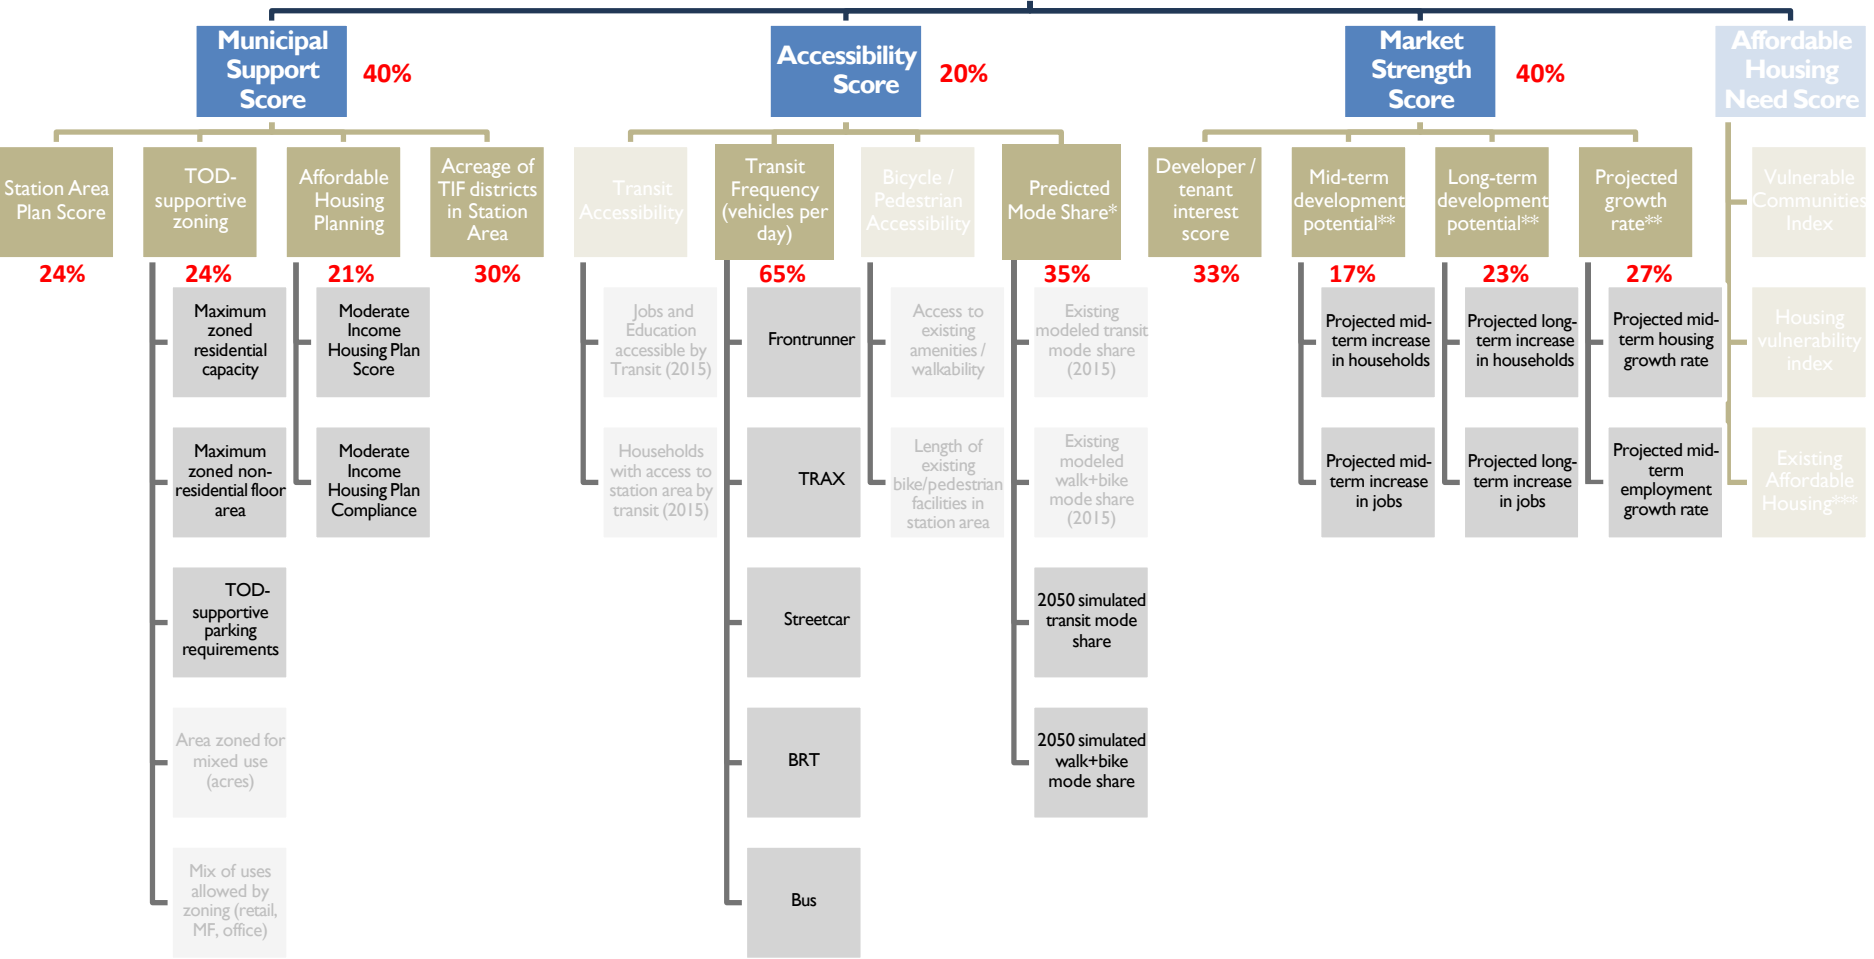 Municipal
Support
Score
40%
Accessibility
Score
20%
Market
Strength
Score
40%
Affordable
Housing
Need Score
Station Area
Plan Score
24%
TOD-
supportive
zoning
24%
Affordable
Housing
Planning
21%
Acreage of
TIF districts
in Station
Area
30%
Transit
Accessibility
Transit
Frequency
(vehicles per
day)
65%
Bicycle /
Pedestrian
Accessibility
Predicted
Mode Share*
35%
Developer /
tenant
interest
score
33%
Mid-term
development
potential**
17%
Long-term
development
potential**
23%
Projected
growth
rate**
27%
Vulnerable
Communities
Index
Maximum
zoned
residential
capacity
Moderate
Income
Housing Plan
Score
Jobs and
Education
accessible by
Transit (2015)
Frontrunner
Access to
existing
amenities /
walkability
Existing
modeled transit
mode share
(2015)
Projected mid-
term increase
in households
Projected long-
term increase
in households
Projected mid-
term housing
growth rate
Housing
vulnerability
index
Maximum
zoned non-
residential floor
area
Moderate
Income
Housing Plan
Compliance
Households
with access to
station area by
transit (2015)
TRAX
Length of
existing
bike/pedestrian
facilities in
station area
Existing
modeled
walk+bike
mode share
(2015)
Projected mid-
term increase
in jobs
Projected long-
term increase
in jobs
Projected mid-
term
employment
growth rate
Existing
Affordable
Housing***
TOD-
supportive
parking
requirements
Streetcar
2050 simulated
transit mode
share
Area zoned for
mixed use
(acres)
BRT
2050 simulated
walk+bike
mode share
Mix of uses
allowed by
zoning (retail,
MF, office)
Bus